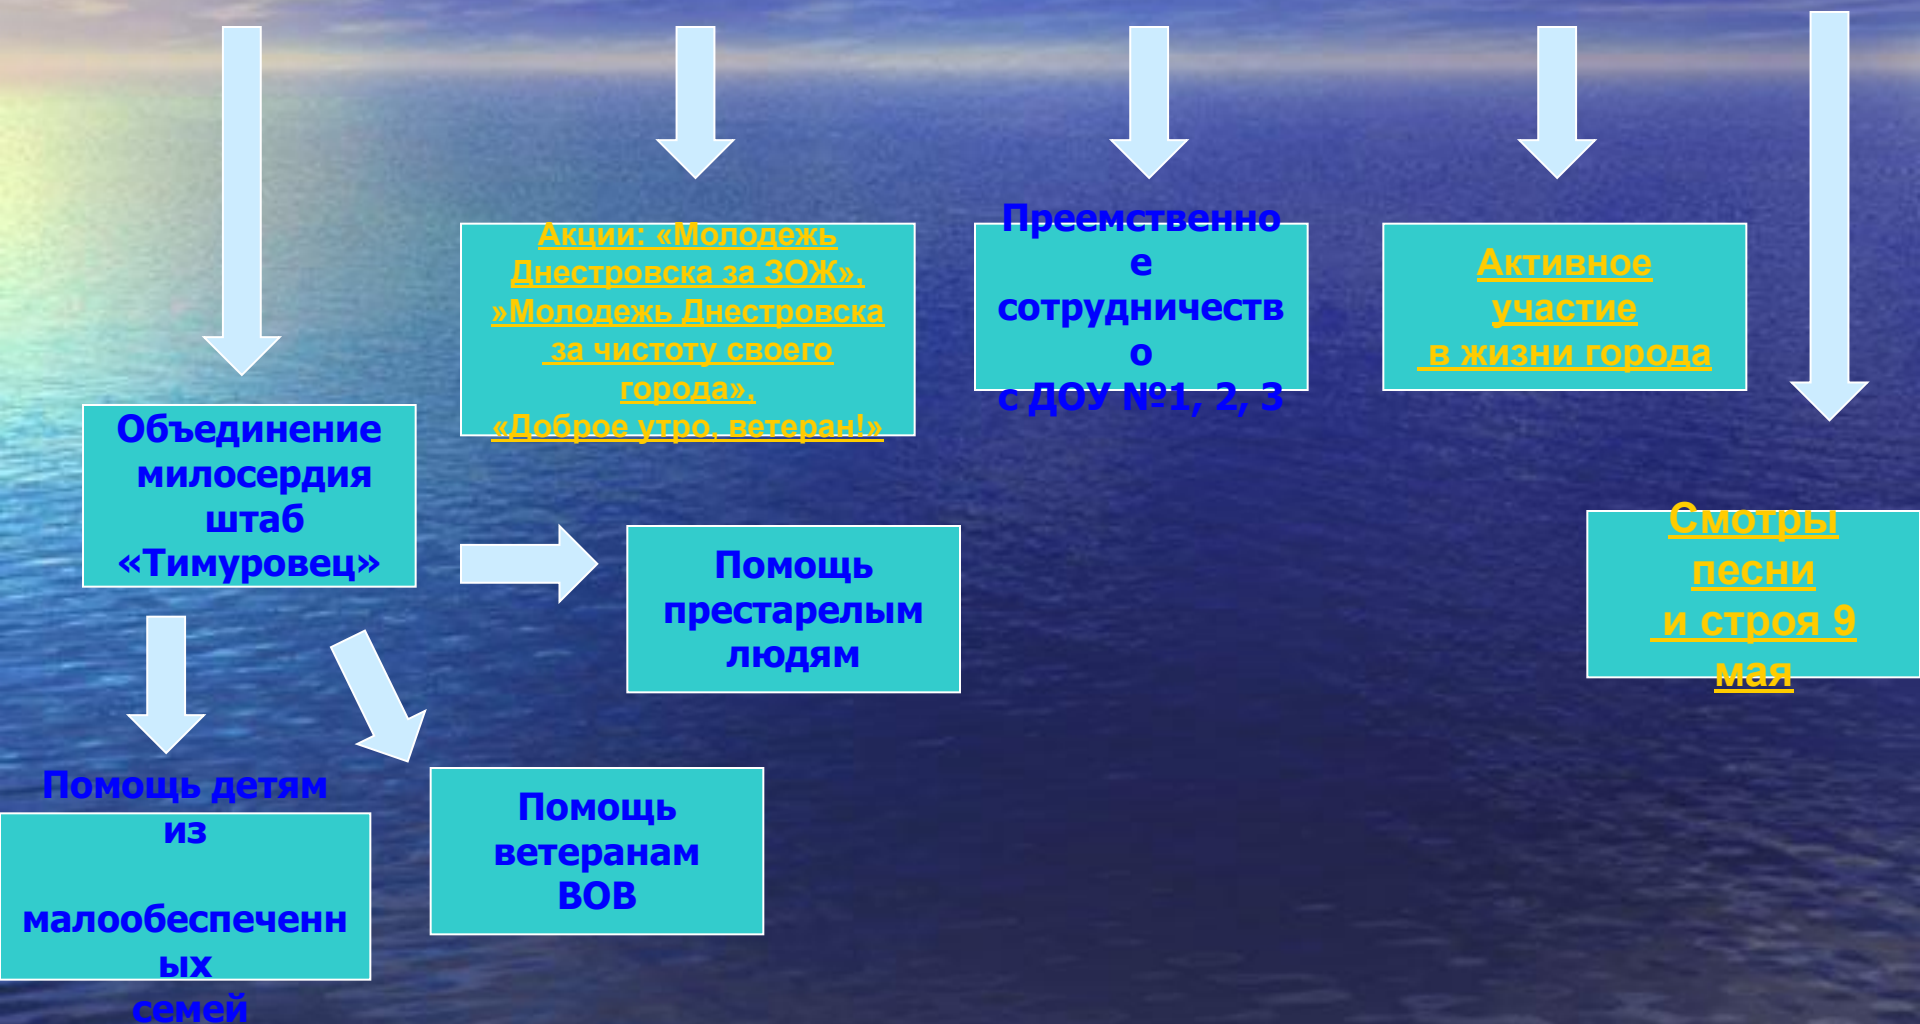 Акции: «Молодежь
Днестровска за ЗОЖ»,
»Молодежь Днестровска
за чистоту своего
города»,
«Доброе утро, ветеран!»
Преемственно
е
сотрудничеств
о
с ДОУ №1, 2, 3
Активное
участие
в жизни города
Объединение
милосердия
штаб
«Тимуровец»
Помощь
престарелым
людям
Смотры
песни
и строя 9
мая
Помощь детям
из
малообеспеченн
ых
семей
Помощь
ветеранам
ВОВ